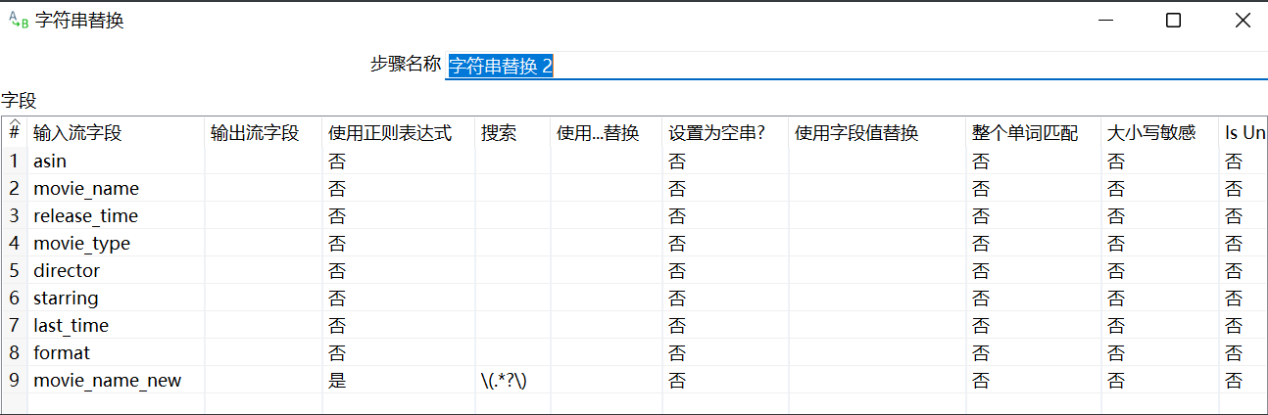 字符串替换
步骤名称 字符串替换 2
字段
# 输入流字段 输出流字段 使用正则表达式 搜索 使用...替换 设置为空串? 使用字段值替换 整个单词匹配 大小写敏感 Is Un
1 asin 否 否 否 否 否
2 movie_name 否 否 否 否 否
3 release_time 否 否 否 否 否
4 movie_type 否 否 否 否 否
5 director 否 否 否 否 否
6 starring 否 否 否 否 否
7 last_time 否 否 否 否 否
8 format 否 否 否 否 否
9 movie_name_new 是 \(.*?\) 否 否 否 否